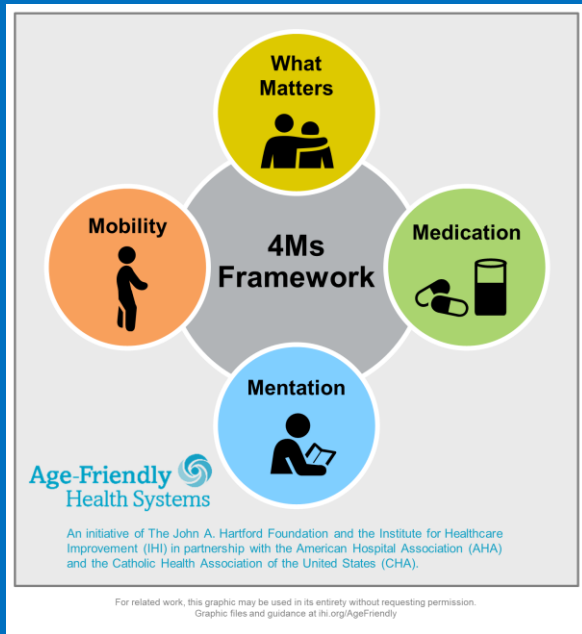 What
Matters
Mobility
4Ms
Framework
Medication
Mentation
Age-Friendly
Health Systems
An initiative of The John A. Hartford Foundation and the Institute for Healthcare
Improvement (IHI) in partnership with the American Hospital Association (AHA)
and the Catholic Health Association of the United States (CHA).
For related work, this graphic may be used in its entirety without requesting permission.
Graphic files and guidance at ihi.org/AgeFriendly